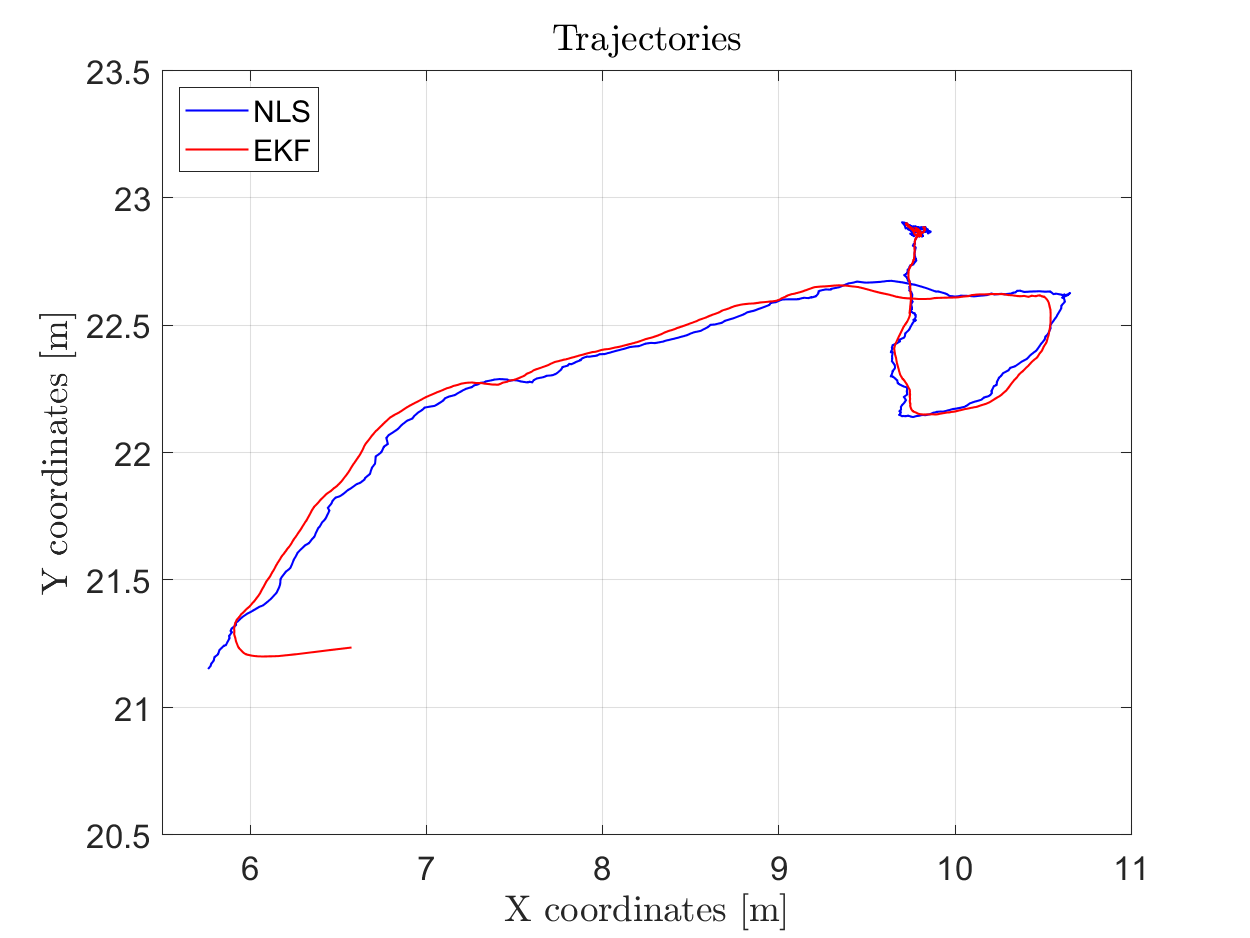 Trajectories
NLS
EKF
23.5
23
22.5
22
21.5
21
20.5
Y coordinates [m]
6
7
8
9
10
11
X coordinates [m]